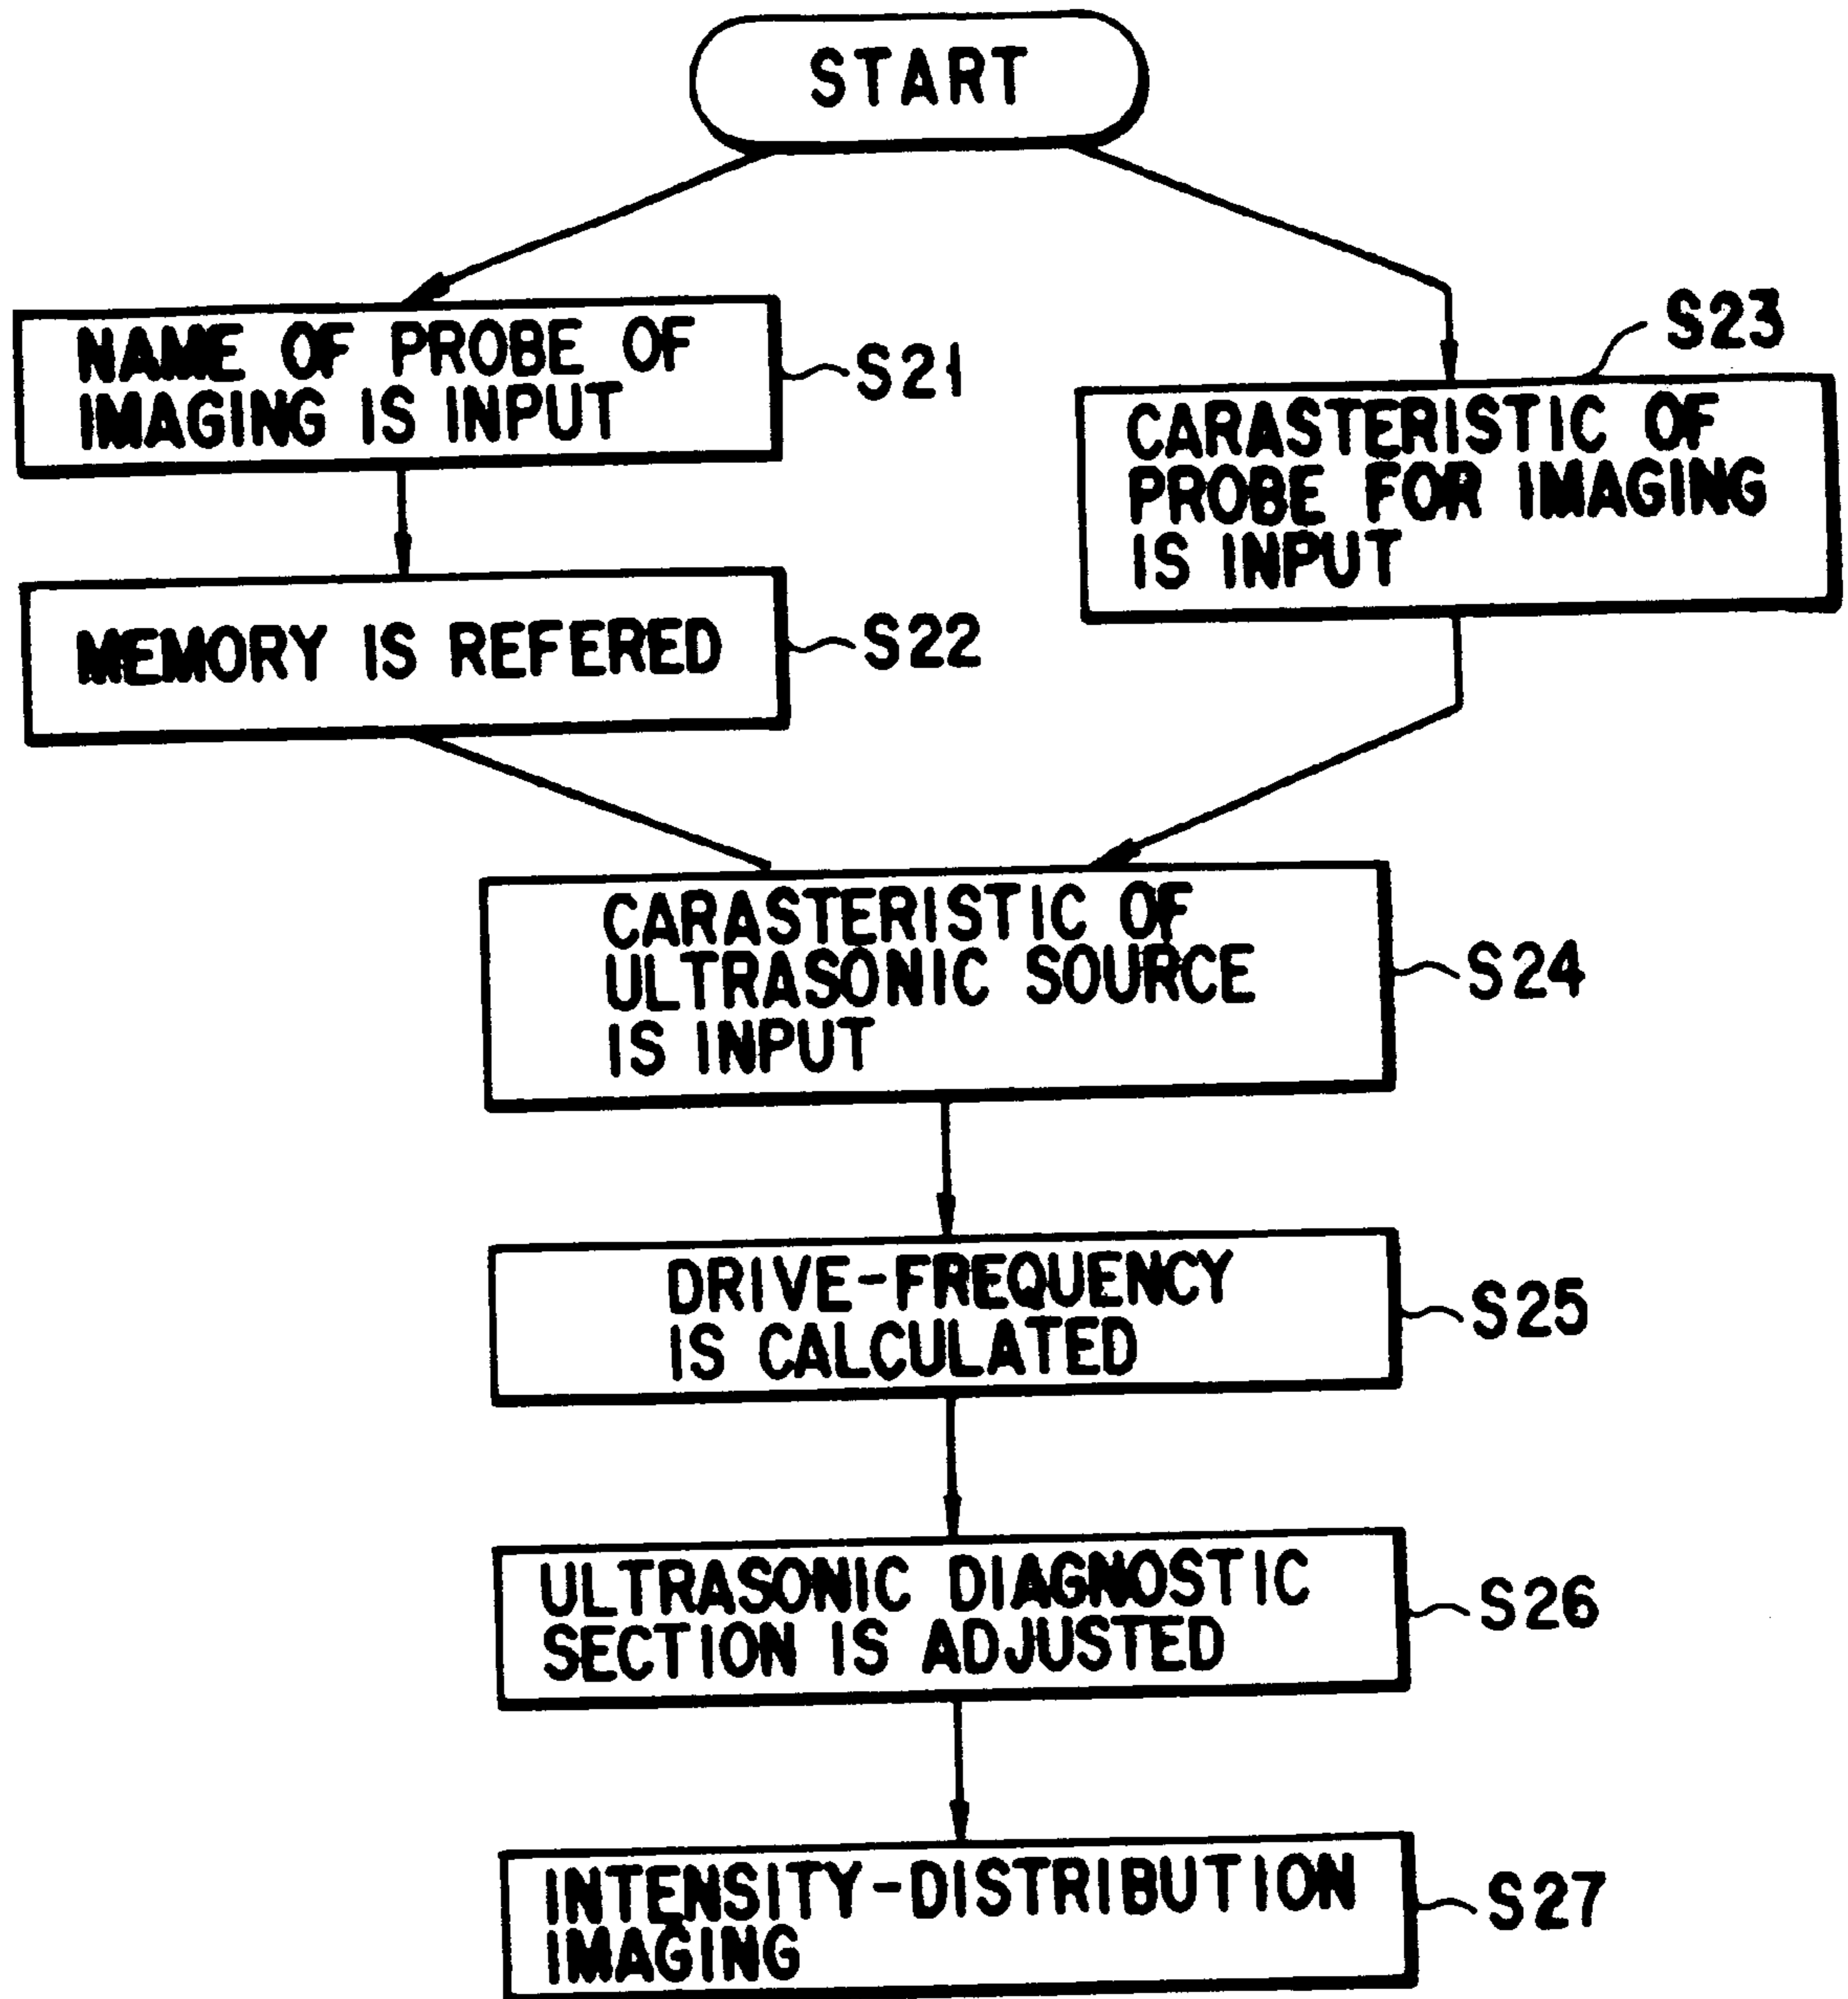 START
NAME OF PROBE OF
IMAGING IS INPUT
S21
S23
CARASTERISTIC OF
PROBE FOR IMAGING
IS INPUT
MEMORY IS REFERED
S22
CARASTERISTIC OF
ULTRASONIC SOURCE
IS INPUT
S24
DRIVE-FREQUENCY
IS CALCULATED
S25
ULTRASONIC DIAGNOSTIC
SECTION IS ADJUSTED
S26
INTENSITY-DISTRIBUTION
IMAGING
S27